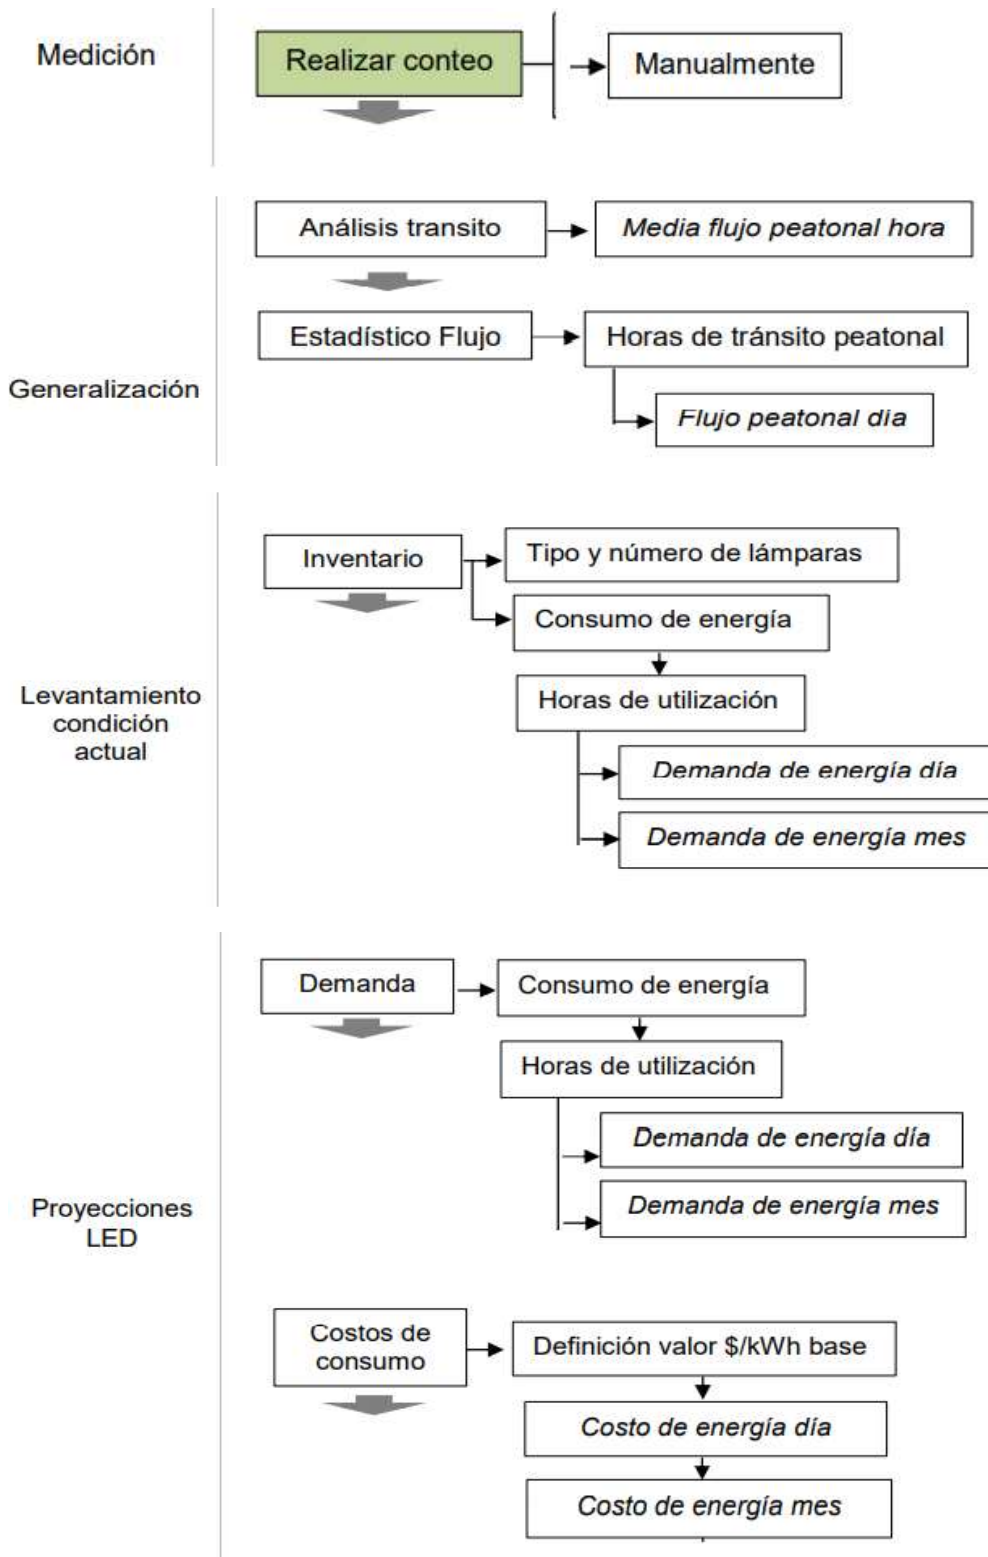 Medición
Realizar conteo
Manualmente
Análisis transito
Media flujo peatonal hora
Estadístico Flujo
Horas de tránsito peatonal
Generalización
Flujo peatonal dia
Inventario
Tipo y número de lámparas
Consumo de energía
Levantamiento
condición
actual
Horas de utilización
Demanda de energía día
Demanda de energía mes
Demanda
Consumo de energía
Horas de utilización
Demanda de energía día
Proyecciones
LED
Demanda de energía mes
Costos de
consumo
Definición valor $/kWh base
Costo de energía día
Costo de energía mes